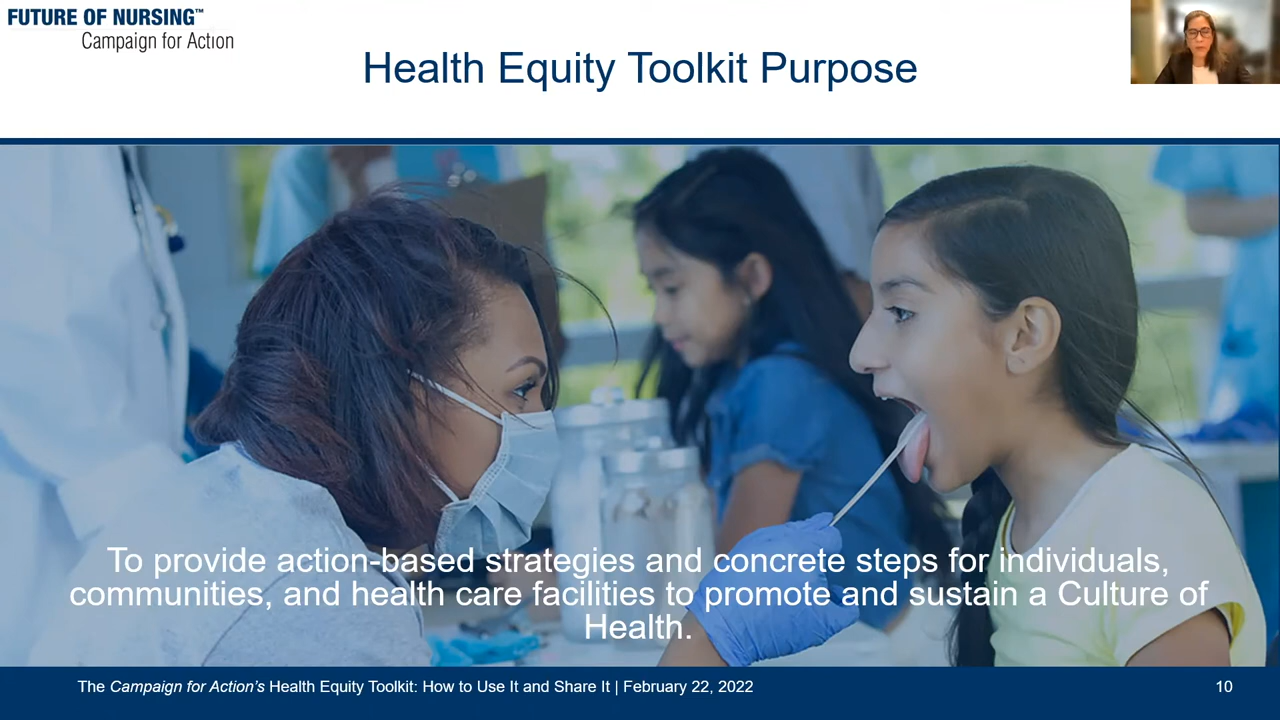 FUTURE OF NURSING™
Campaign for Action
Health Equity Toolkit Purpose
To provide action-based strategies and concrete steps for individuals,
communities, and health care facilities to promote and sustain a Culture of
Health.
The Campaign for Action’s Health Equity Toolkit: How to Use It and Share It | February 22, 2022
10